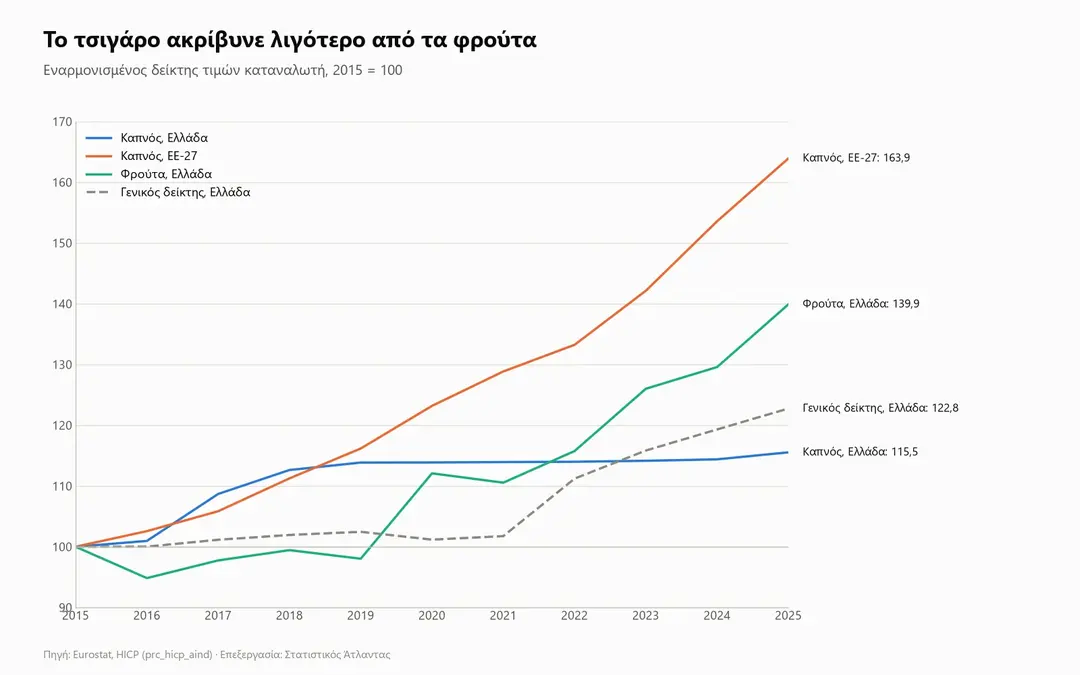 Το τσιγάρο ακρίβυνε λιγότερο από τα φρούτα
Εναρμονισμένος δείκτης τιμών καταναλωτή, 2015 = 100
170
160
150
140
130
120
110
100
90
Καπνός, Ελλάδα
Καπνός, ΕΕ-27
Φρούτα, Ελλάδα
Γενικός δείκτης, Ελλάδα
Καπνός, ΕΕ-27: 163,9
Φρούτα, Ελλάδα: 139,9
Γενικός δείκτης, Ελλάδα: 122,8
Καπνός, Ελλάδα: 115,5
2015 2016 2017 2018 2019 2020 2021 2022 2023 2024 2025
Πηγή: Eurostat, HICP (prc_hicp_aind) · Επεξεργασία: Στατιστικός Άτλαντας